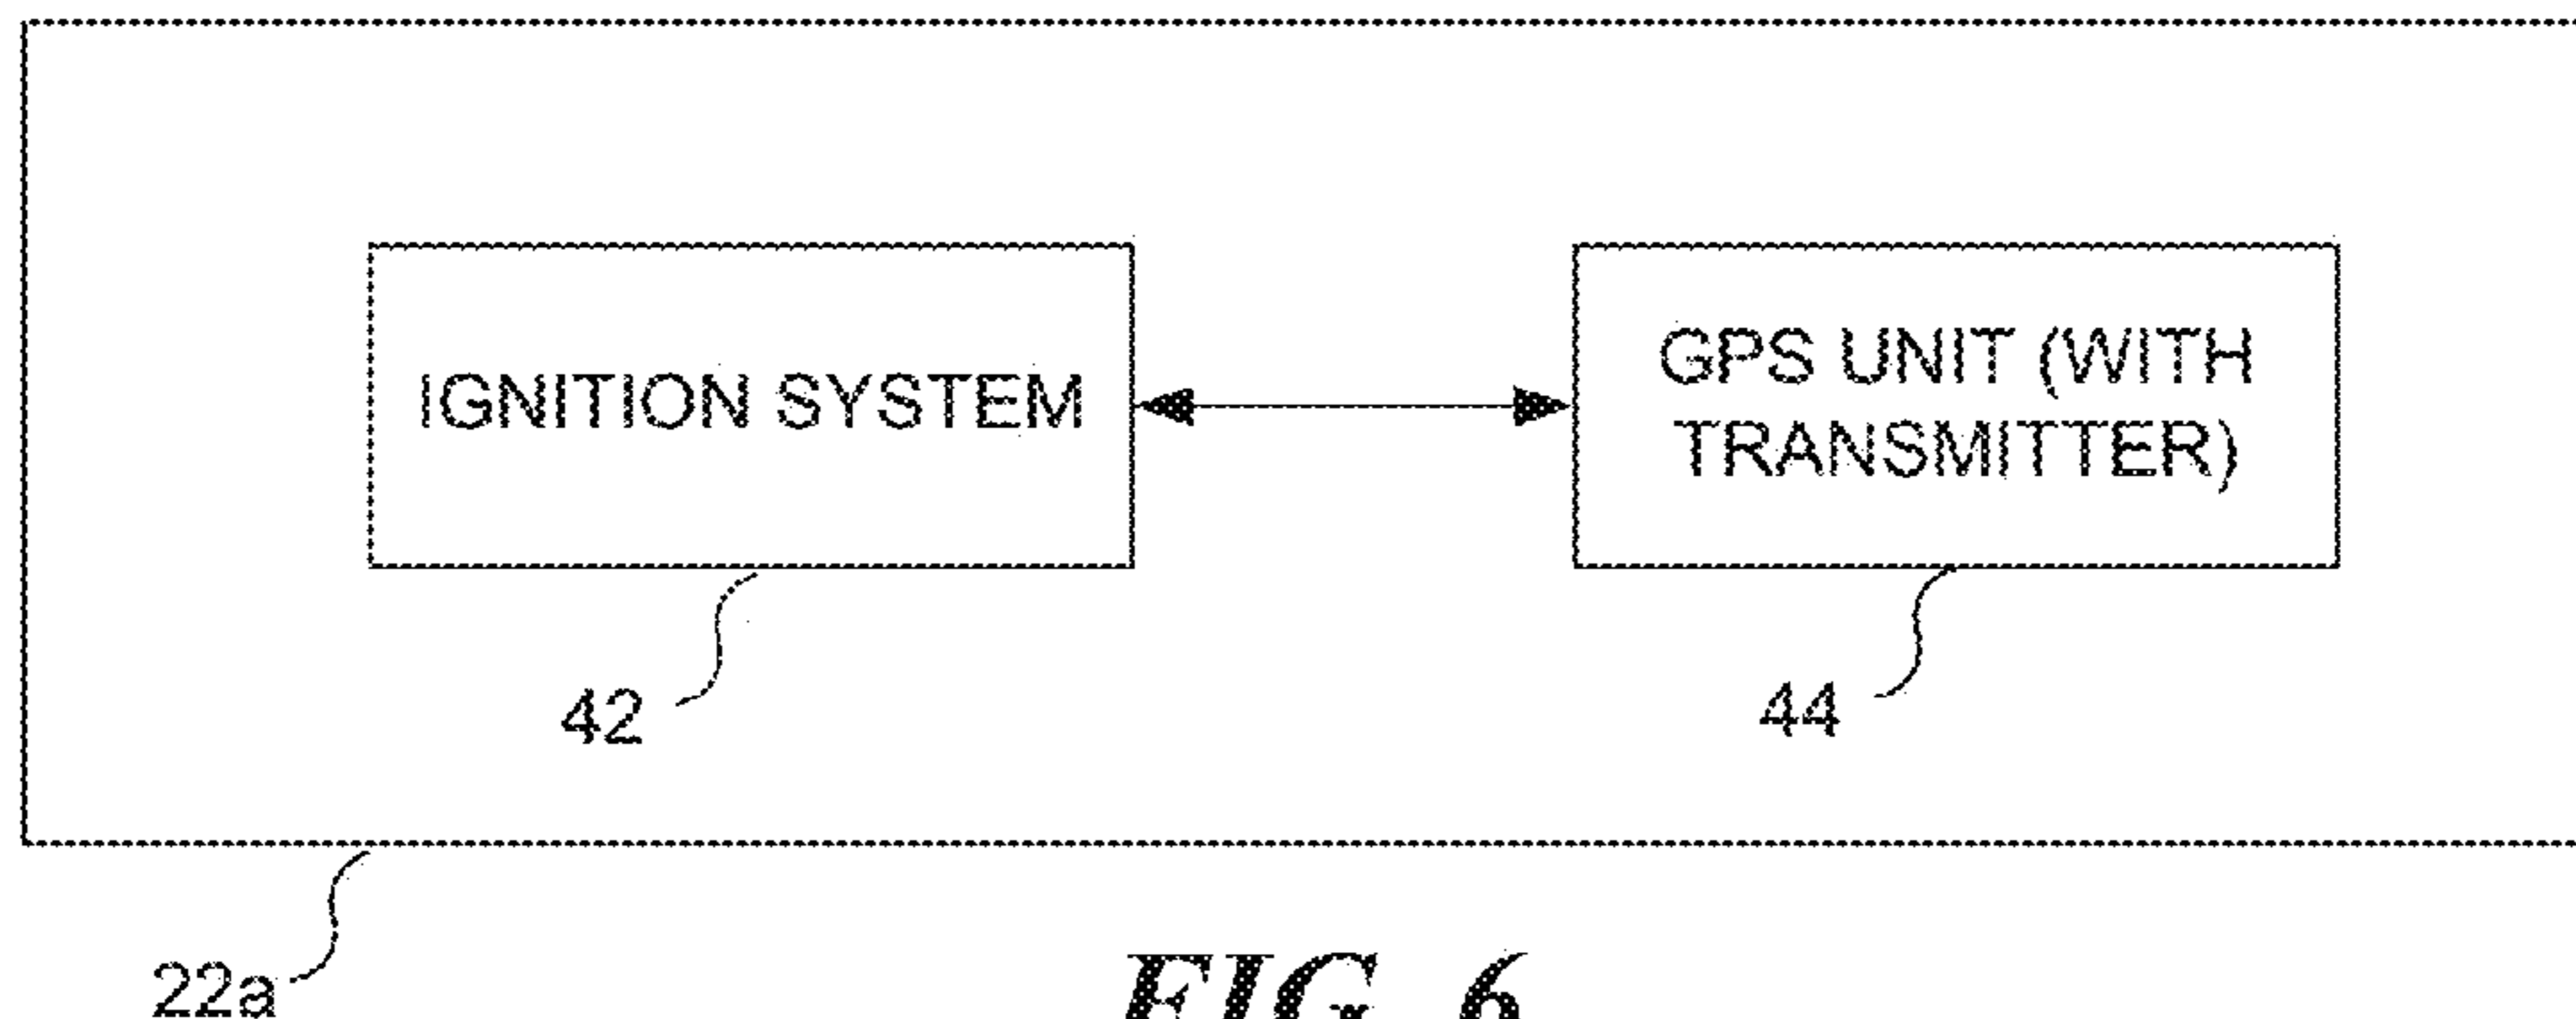 IGNITION SYSTEM
GPS UNIT (WITH
TRANSMITTER)
42
44
22a
FIG. 6